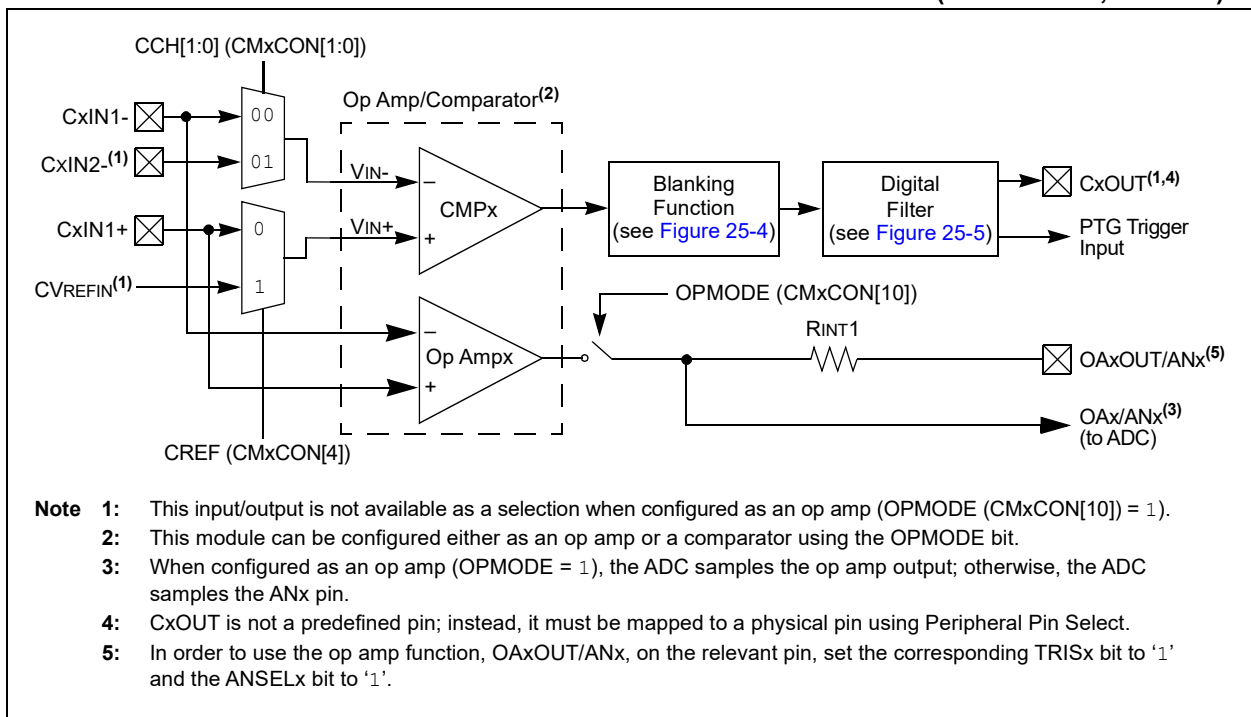 CCH[1:0] (CMxCON[1:0])
CxIN1-
00
Op Amp/Comparator(2)
CxIN2-(1)
01
VIN-
–
CMPx
Blanking
Function
(see Figure 25-4)
Digital
Filter
(see Figure 25-5)
CxOUT(1,4)
CxIN1+
0
VIN+
+
PTG Trigger
Input
CVREFIN(1)
1
OPMODE (CMxCON[10])
–
Op Ampx
+
RINT1
OAxOUT/ANx(5)
OAx/ANx(3)
(to ADC)
CREF (CMxCON[4])
Note 1: This input/output is not available as a selection when configured as an op amp (OPMODE (CMxCON[10]) = 1).
2: This module can be configured either as an op amp or a comparator using the OPMODE bit.
3: When configured as an op amp (OPMODE = 1), the ADC samples the op amp output; otherwise, the ADC
samples the ANx pin.
4: CxOUT is not a predefined pin; instead, it must be mapped to a physical pin using Peripheral Pin Select.
5: In order to use the op amp function, OAxOUT/ANx, on the relevant pin, set the corresponding TRISx bit to ‘1’
and the ANSELx bit to ‘1’.